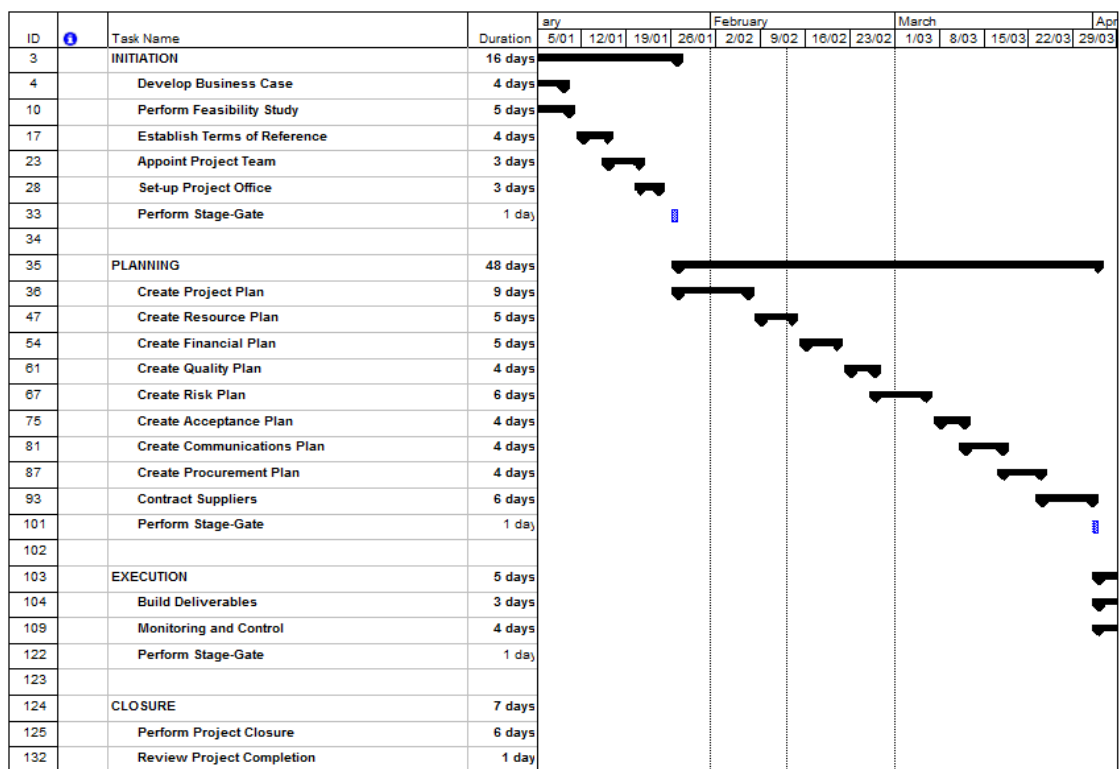 ary February March Apr
ID Task Name Duration 5/01 12/01 19/01 26/01 2/02 9/02 16/02 23/02 1/03 8/03 15/03 22/03 29/03
3 INITIATION 16 days
4 Develop Business Case 4 days
10 Perform Feasibility Study 5 days
17 Establish Terms of Reference 4 days
23 Appoint Project Team 3 days
28 Set-up Project Office 3 days
33 Perform Stage-Gate 1 day
34
35 PLANNING 48 days
36 Create Project Plan 9 days
47 Create Resource Plan 5 days
54 Create Financial Plan 5 days
61 Create Quality Plan 4 days
67 Create Risk Plan 6 days
75 Create Acceptance Plan 4 days
81 Create Communications Plan 4 days
87 Create Procurement Plan 4 days
93 Contract Suppliers 6 days
101 Perform Stage-Gate 1 day
102
103 EXECUTION 5 days
104 Build Deliverables 3 days
109 Monitoring and Control 4 days
122 Perform Stage-Gate 1 day
123
124 CLOSURE 7 days
125 Perform Project Closure 6 days
132 Review Project Completion 1 day